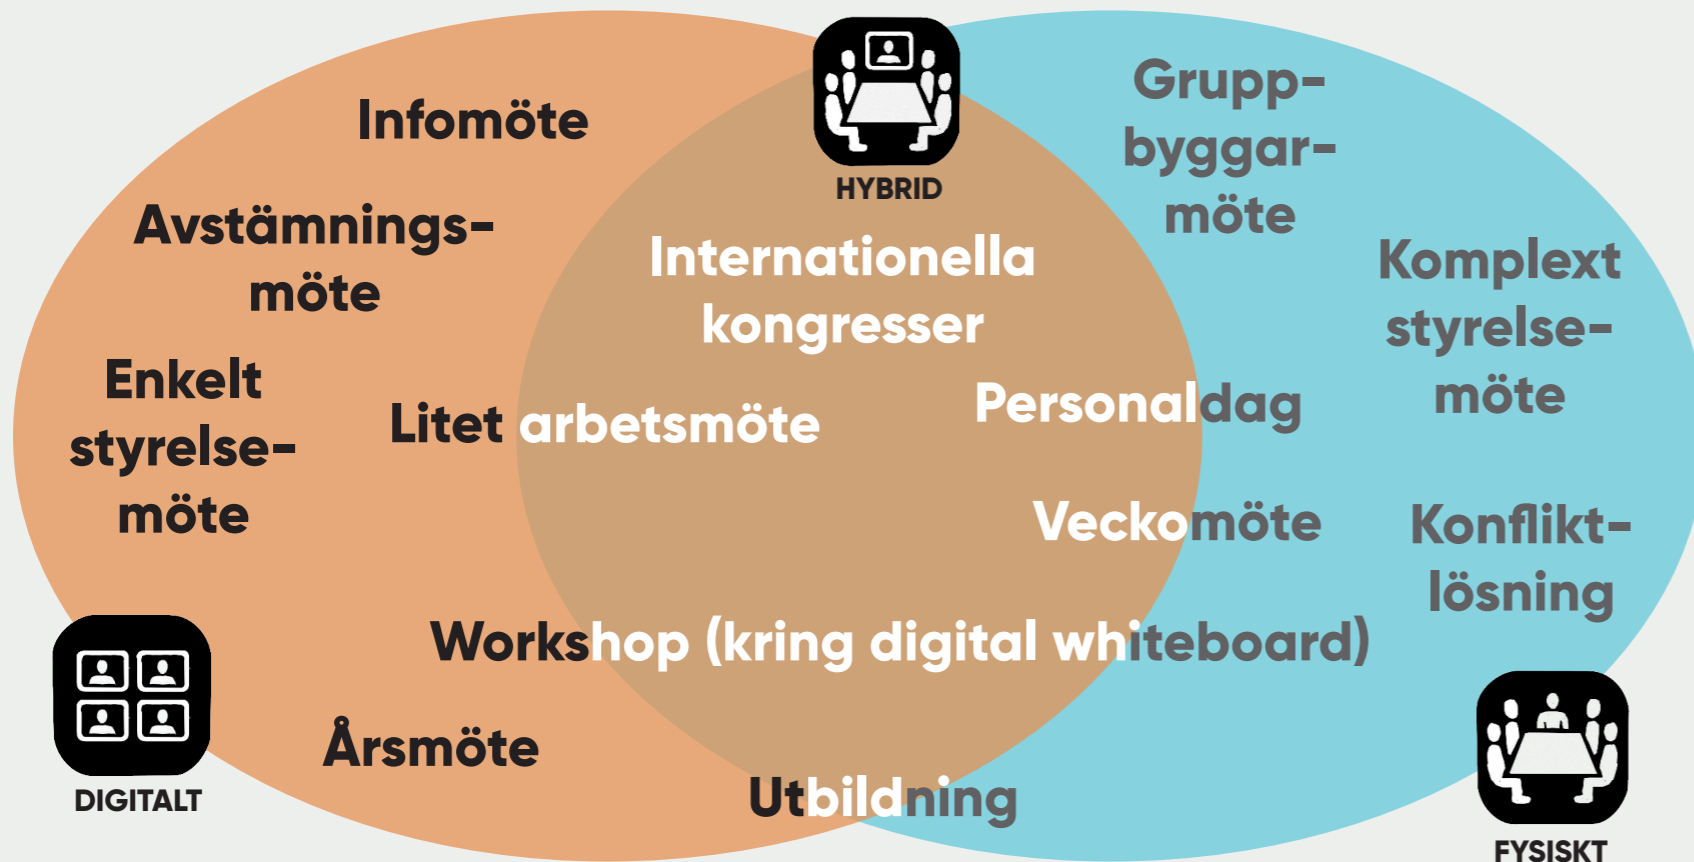 HYBRID
Infomöte
Avstämnings-
möte
Enkelt
styrelse-
möte
Internationella
kongresser
Litet arbetsmöte
Grupp-
byggar-
möte
Komplext
styrelse-
möte
Personaldag
Veckomöte
Konflikt-
lösning
Workshop (kring digital whiteboard)
Årsmöte
Utbildning
DIGITALT
FYSISKT